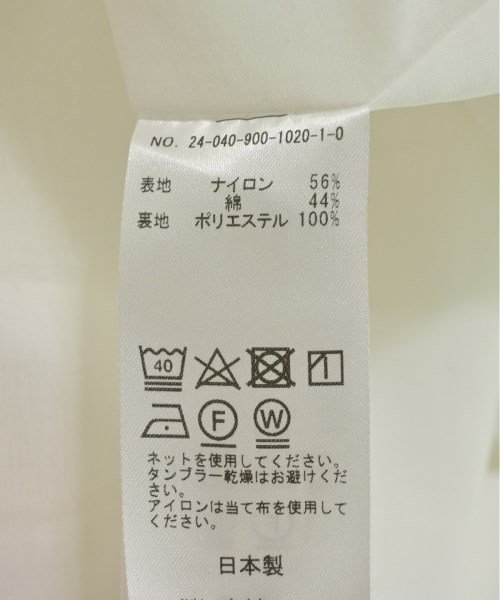 NO. 24-040-900-1020-1-0
表地 ナイロン 56%
綿 44%
裏地 ポリエステル 100%
40
F W
ネットを使用してください。
タンブラー乾燥はお避けくだ
さい。
アイロンは当て布を使用して
ください。
日本製